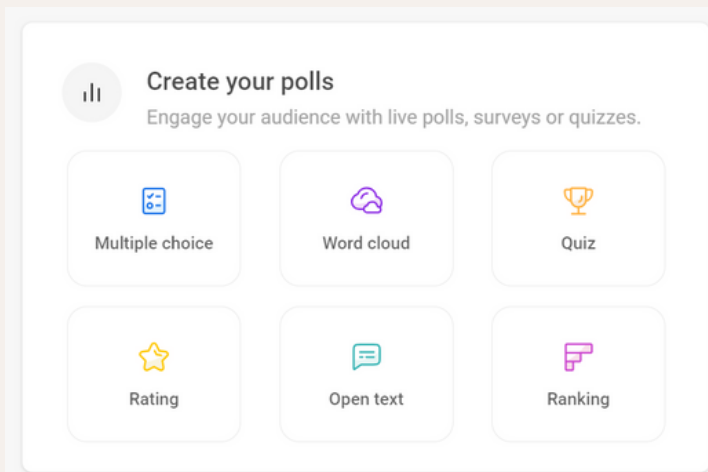 Create your polls
Engage your audience with live polls, surveys or quizzes.
Multiple choice
Word cloud
Quiz
Rating
Open text
Ranking